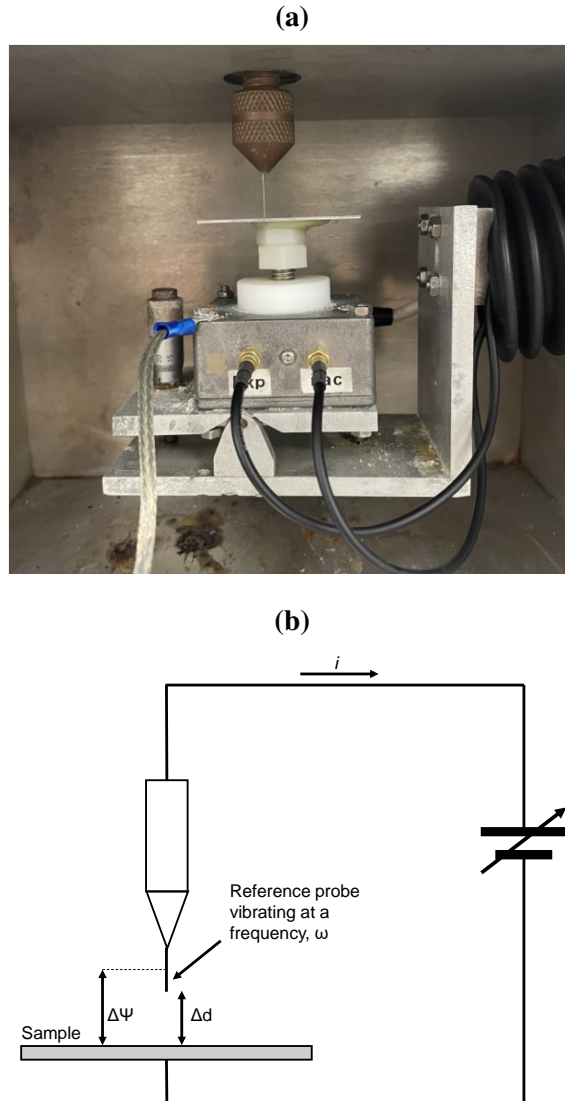 (a)
(b)
i
Reference probe
vibrating at a
frequency, ω
ΔΨ
Δd
Sample